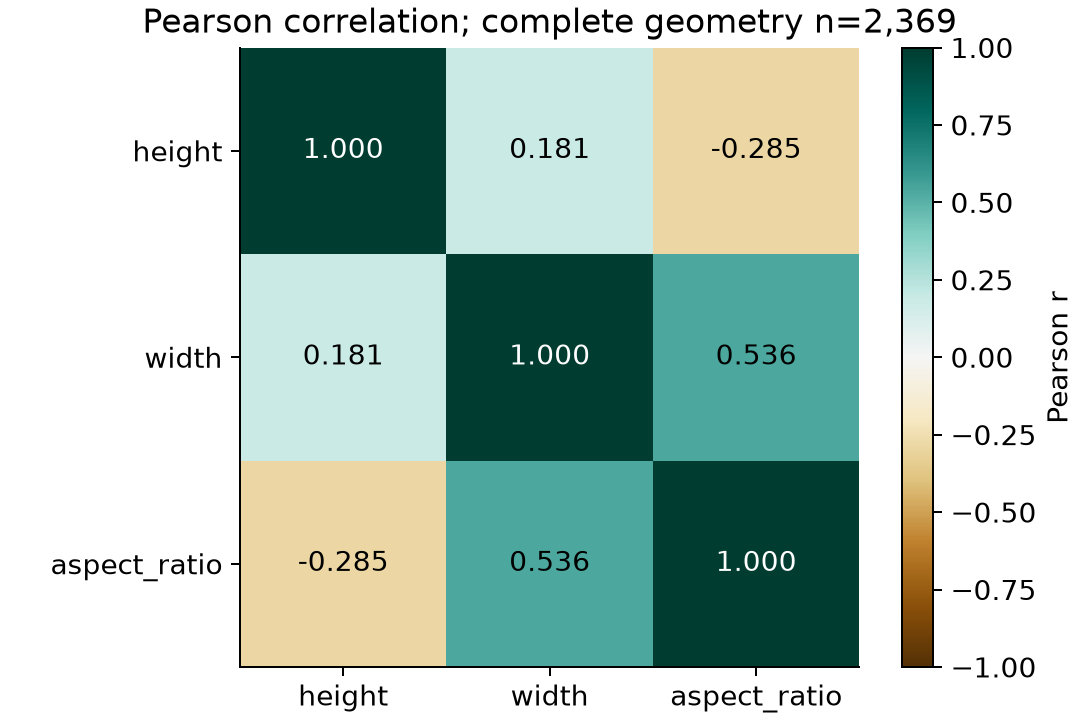 Pearson correlation; complete geometry n=2,369
height 1.000 0.181 -0.285
width 0.181 1.000 0.536
aspect_ratio -0.285 0.536 1.000
height width aspect_ratio
1.00
0.75
0.50
0.25
0.00
−0.25
−0.50
−0.75
−1.00
Pearson r